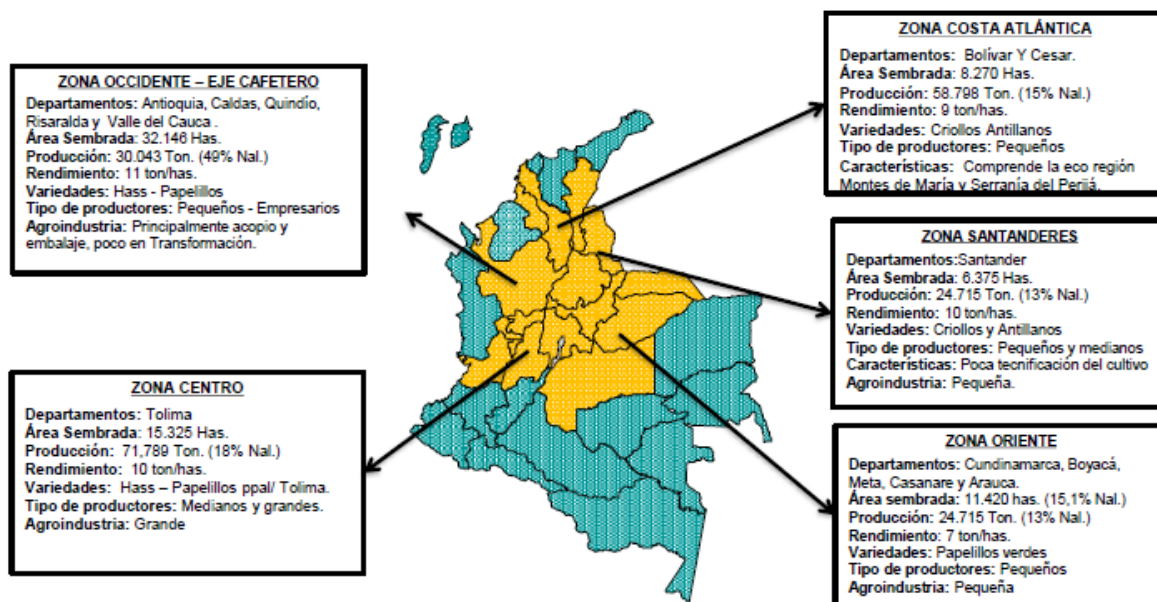 ZONA OCCIDENTE – EJE CAFETERO
Departamentos: Antioquia, Caldas, Quindío,
Risaralda y Valle del Cauca .
Área Sembrada: 32.146 Has.
Producción: 30.043 Ton. (49% Nal.)
Rendimiento: 11 ton/has.
Variedades: Hass - Papelillos
Tipo de productores: Pequeños - Empresarios
Agroindustria: Principalmente acopio y
embalaje, poco en Transformación.
ZONA CENTRO
Departamentos: Tolima
Área Sembrada: 15.325 Has.
Producción: 71,789 Ton. (18% Nal.)
Rendimiento: 10 ton/has.
Variedades: Hass – Papelillos ppal/ Tolima.
Tipo de productores: Medianos y grandes.
Agroindustria: Grande
ZONA COSTA ATLÁNTICA
Departamentos: Bolívar Y Cesar.
Área Sembrada: 8.270 Has.
Producción: 58.798 Ton. (15% Nal.)
Rendimiento: 9 ton/has.
Variedades: Criollos Antillanos
Tipo de productores: Pequeños
Características: Comprende la eco región
Montes de María y Serranía del Perijá.
ZONA SANTANDERES
Departamentos:Santander
Área Sembrada: 6.375 Has.
Producción: 24.715 Ton. (13% Nal.)
Rendimiento: 10 ton/has.
Variedades: Criollos y Antillanos
Tipo de productores: Pequeños y medianos
Características: Poca tecnificación del cultivo
Agroindustria: Pequeña.
ZONA ORIENTE
Departamentos: Cundinamarca, Boyacá,
Meta, Casanare y Arauca.
Área sembrada: 11.420 has. (15,1% Nal.)
Producción: 24.715 Ton. (13% Nal.)
Rendimiento: 7 ton/has.
Variedades: Papelillos verdes
Tipo de productores: Pequeños
Agroindustria: Pequeña